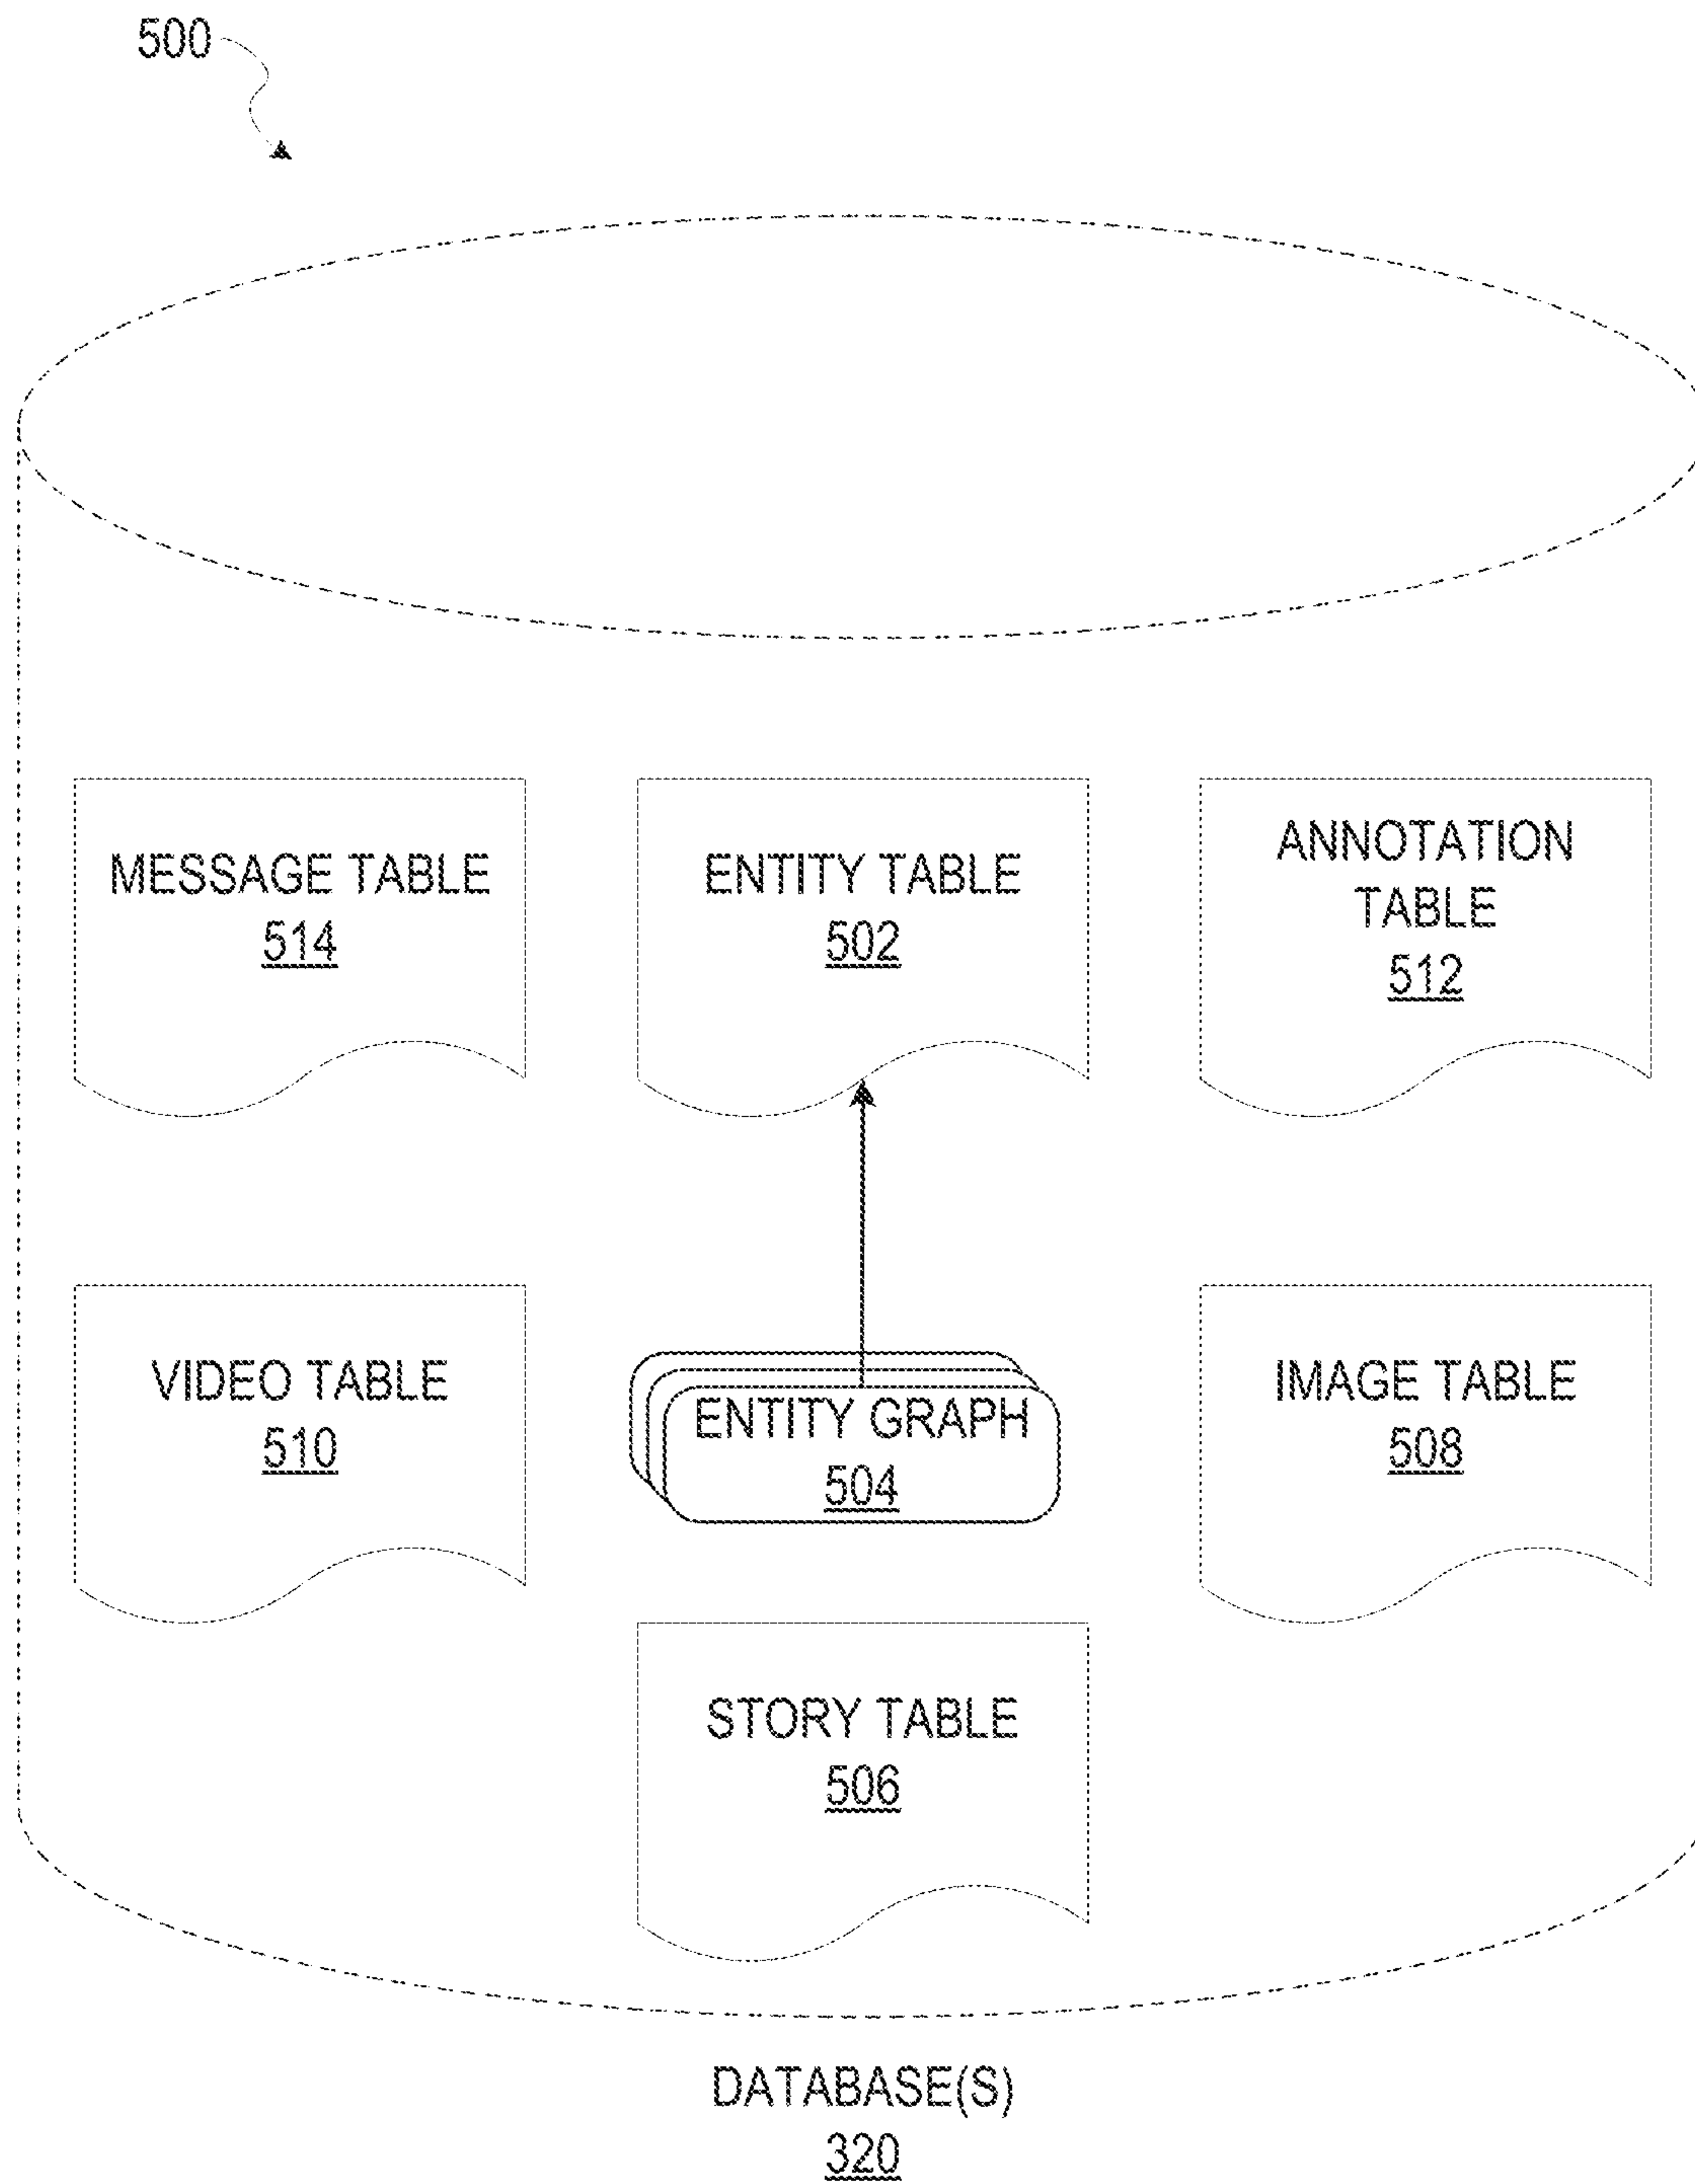 500
MESSAGE TABLE
514
ENTITY TABLE
502
ANNOTATION
TABLE
512
VIDEO TABLE
510
ENTITY GRAPH
504
IMAGE TABLE
508
STORY TABLE
506
DATABASE(S)
320